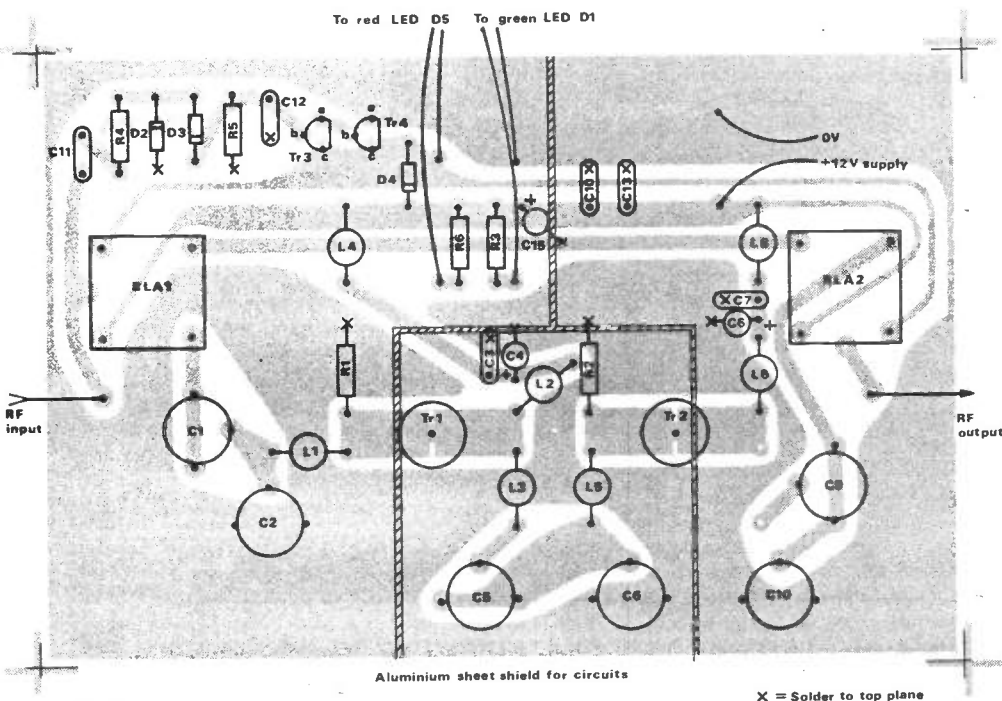 To red LED D5 To green LED D1
C12
C11
R4
D2
D3
R5
b
e
c
Tr3
b
e
c
Tr4
D4
0V
+12V supply
C10
C13
+
C15
L4
R6
R3
L8
RLA1
RLA2
C7
C6
+
R1
C3
C4
+
L2
R2
L6
RF
input
RF
output
C1
Tr1
Tr2
L1
L3
L5
C2
C9
C5
C6
C10
Aluminium sheet shield for circuits
X = Solder to top plane